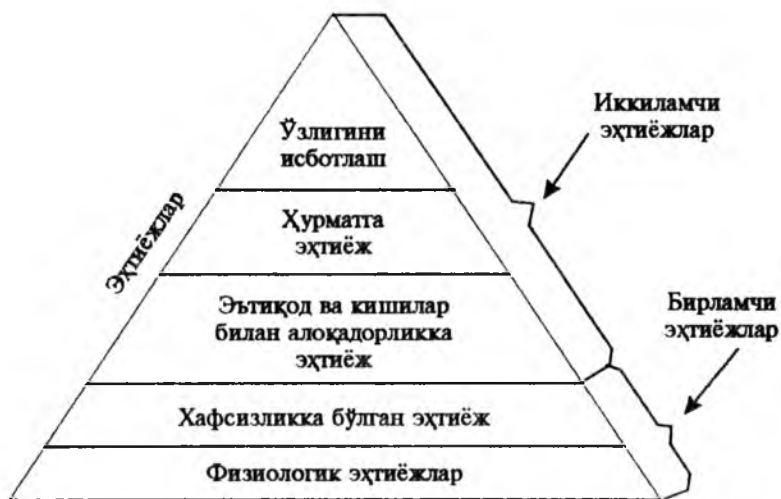 Ўзлигини
исботлаш
Ҳурматга
эҳтиёж
Эътиқод ва кишилар
билан алоқадорликка
эҳтиёж
Хафсизликка бўлган эҳтиёж
Физиологик эҳтиёжлар
Эҳтиёжлар
Иккиламчи
эҳтиёжлар
Бирламчи
эҳтиёжлар